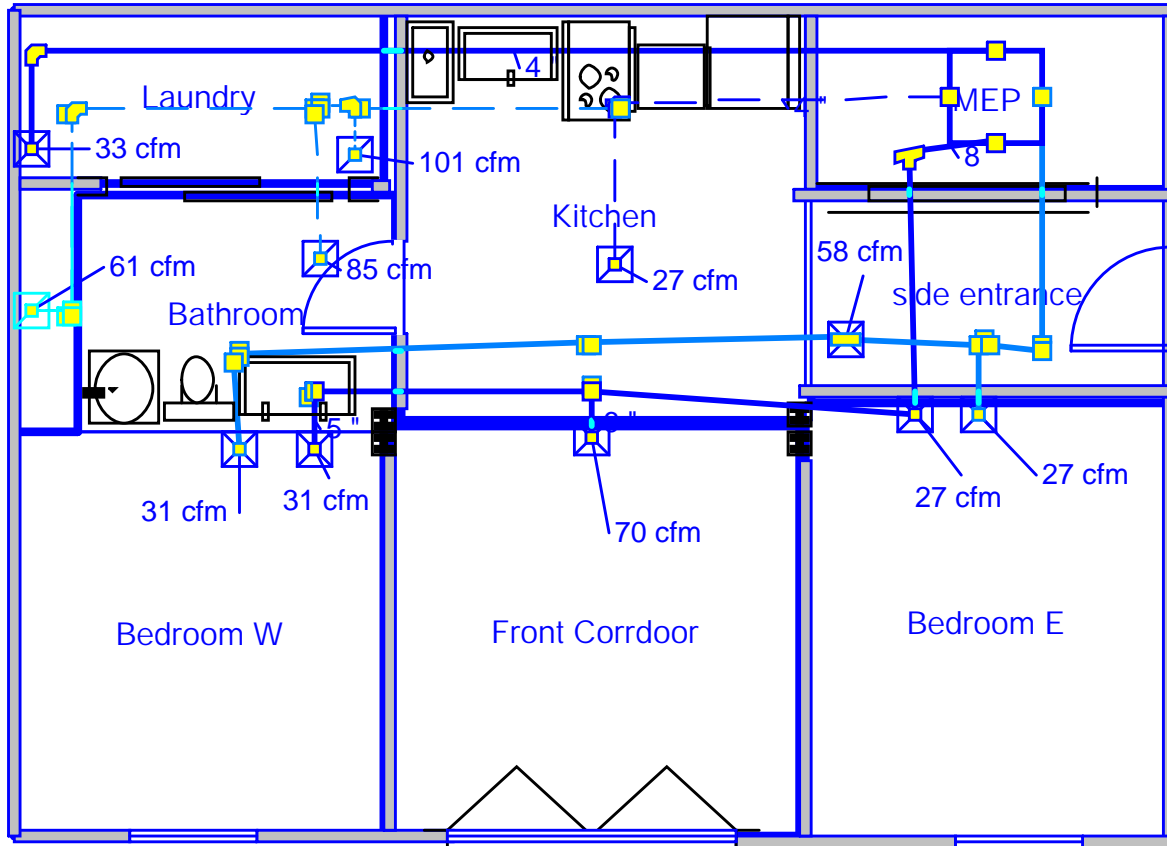 4
Laundry
MEP
33 cfm
101 cfm
8
Kitchen
58 cfm
61 cfm
85 cfm
27 cfm
side entrance
Bathroom
5 "
31 cfm
31 cfm
27 cfm
27 cfm
70 cfm
Bedroom W
Front Corrdoor
Bedroom E